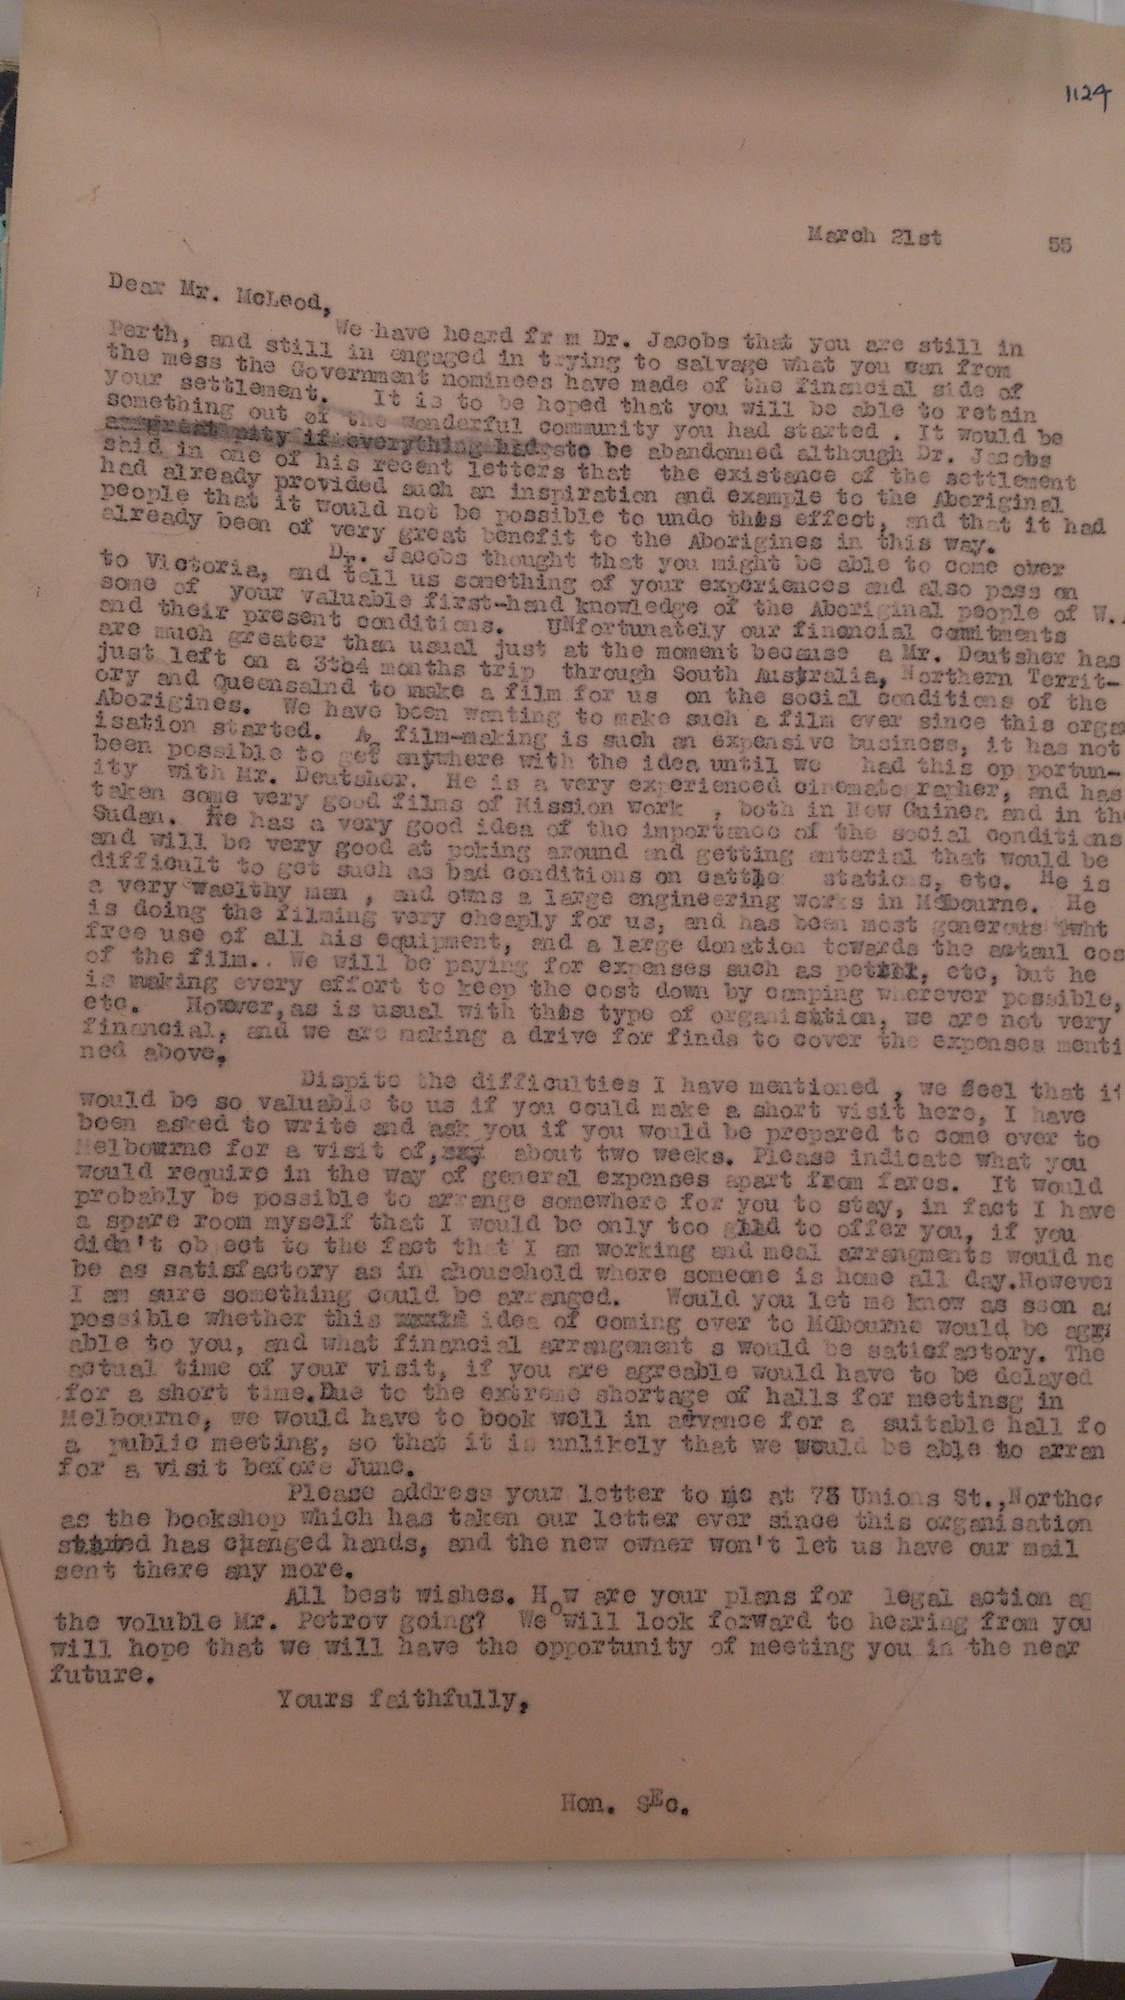 1124
March 21st 55
Dear Mr. McLeod,
We have heard fr m Dr. Jacobs that you are still in
Perth, and still in engaged in trying to salvage what you can from
the mess the Government nominees have made of the financial side of
your settlement. It is to be hoped that you will be able to retain
something out of the wonderful community you had started . It would be
a great pity if everything had to be abandonned although Dr. Jacobs
said in one of his recent letters that the existance of the settlement
had already provided such an inspiration and example to the Aboriginal
people that it would not be possible to undo this effect, and that it had
already been of very great benefit to the Aborigines in this way.
Dr. Jacobs thought that you might be able to come over
to Victoria, and tell us something of your experiences and also pass on
some of your valuable first-hand knowledge of the Aboriginal people of W.
and their present conditions. UNfortunately our financial comitments
are much greater than usual just at the moment because a Mr. Deutsher has
just left on a 3to4 months trip through South Australia, Northern Territ-
ory and Queensalnd to make a film for us on the social conditions of the
Aborigines. We have been wanting to make such a film ever since this orga
isation started. As film-making is such an expensive business, it has not
been possible to get anywhere with the idea until we had this op portun-
ity with Mr. Deutsher. He is a very experienced cinemato rapher, and has
taken some very good films of Mission work , both in New Guinea and in th
Sudan. He has a very good idea of the importance of the social conditions
and will be very good at poking around and getting amterial that would be
difficult to get such as bad conditions on cattle stations, etc. He is
a very waelthy man , and owns a large engineering works in Melbourne. He
is doing the filming very cheaply for us, and has been most generous iwht
free use of all his equipment, and a large donation towards the actaul cos
of the film.. We will be paying for expenses such as petrol, etc, but he
is making every effort to keep the cost down by camping wherever possible,
etc. However,as is usual with this type of organisation, we are not very
financial, and we are making a drive for finds to cover the expenses menti
ned above.
Dispite the difficulties I have mentioned , we feel that it
would be so valuable to us if you could make a short visit here, I have
been asked to write and ask you if you would be prepared to come over to
Melbourne for a visit of, about two weeks. Please indicate what you
would require in the way of general expenses apart from fares. It would
probably be possible to arrange somewhere for you to stay, in fact I have
a spare room myself that I would be only too glad to offer you, if you
didn't ob ect to the fact that I am working and meal arrangments would no
be as satisfactory as in ahousehold where someone is home all day.However
I am sure something could be arranged. Would you let me know as soon as
possible whether this idea of coming over to Melbourne would be agre
able to you, and what financial arrangement s would be satisfactory. The
actual time of your visit, if you are agreable would have to be delayed
for a short time.Due to the extreme shortage of halls for meetinsg in
Melbourne, we would have to book well in advance for a suitable hall fo
a public meeting, so that it is unlikely that we would be able to arran
for a visit before June.
Please address your letter to me at 73 Unions St.,Northco
as the bookshop which has taken our letter ever since this organisation
started has changed hands, and the new owner won't let us have our mail
sent there any more.
All best wishes. How are your plans for legal action ag
the voluble Mr. Petrov going? We will look forward to hearing from you
will hope that we will have the opportunity of meeting you in the near
future.
Yours faithfully,
Hon. SEc.